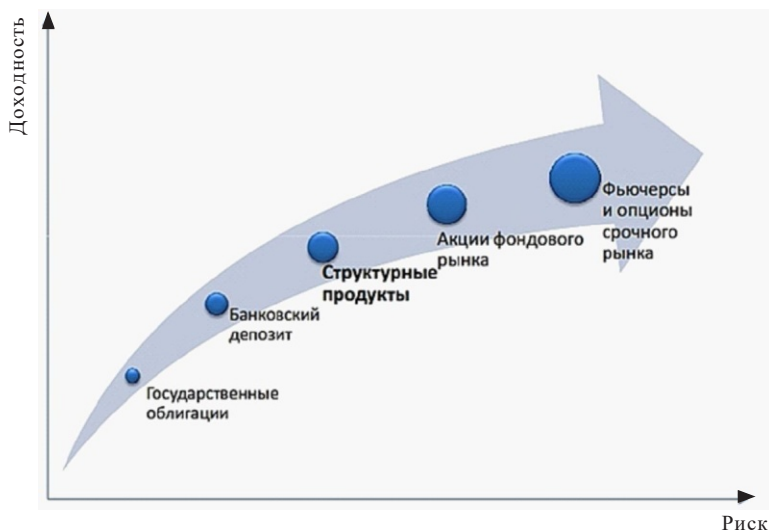 Доходность
Фьючерсы
и опционы
срочного
рынка
Акции фондового
рынка
Структурные
продукты
Банковский
депозит
Государственные
облигации
Риск